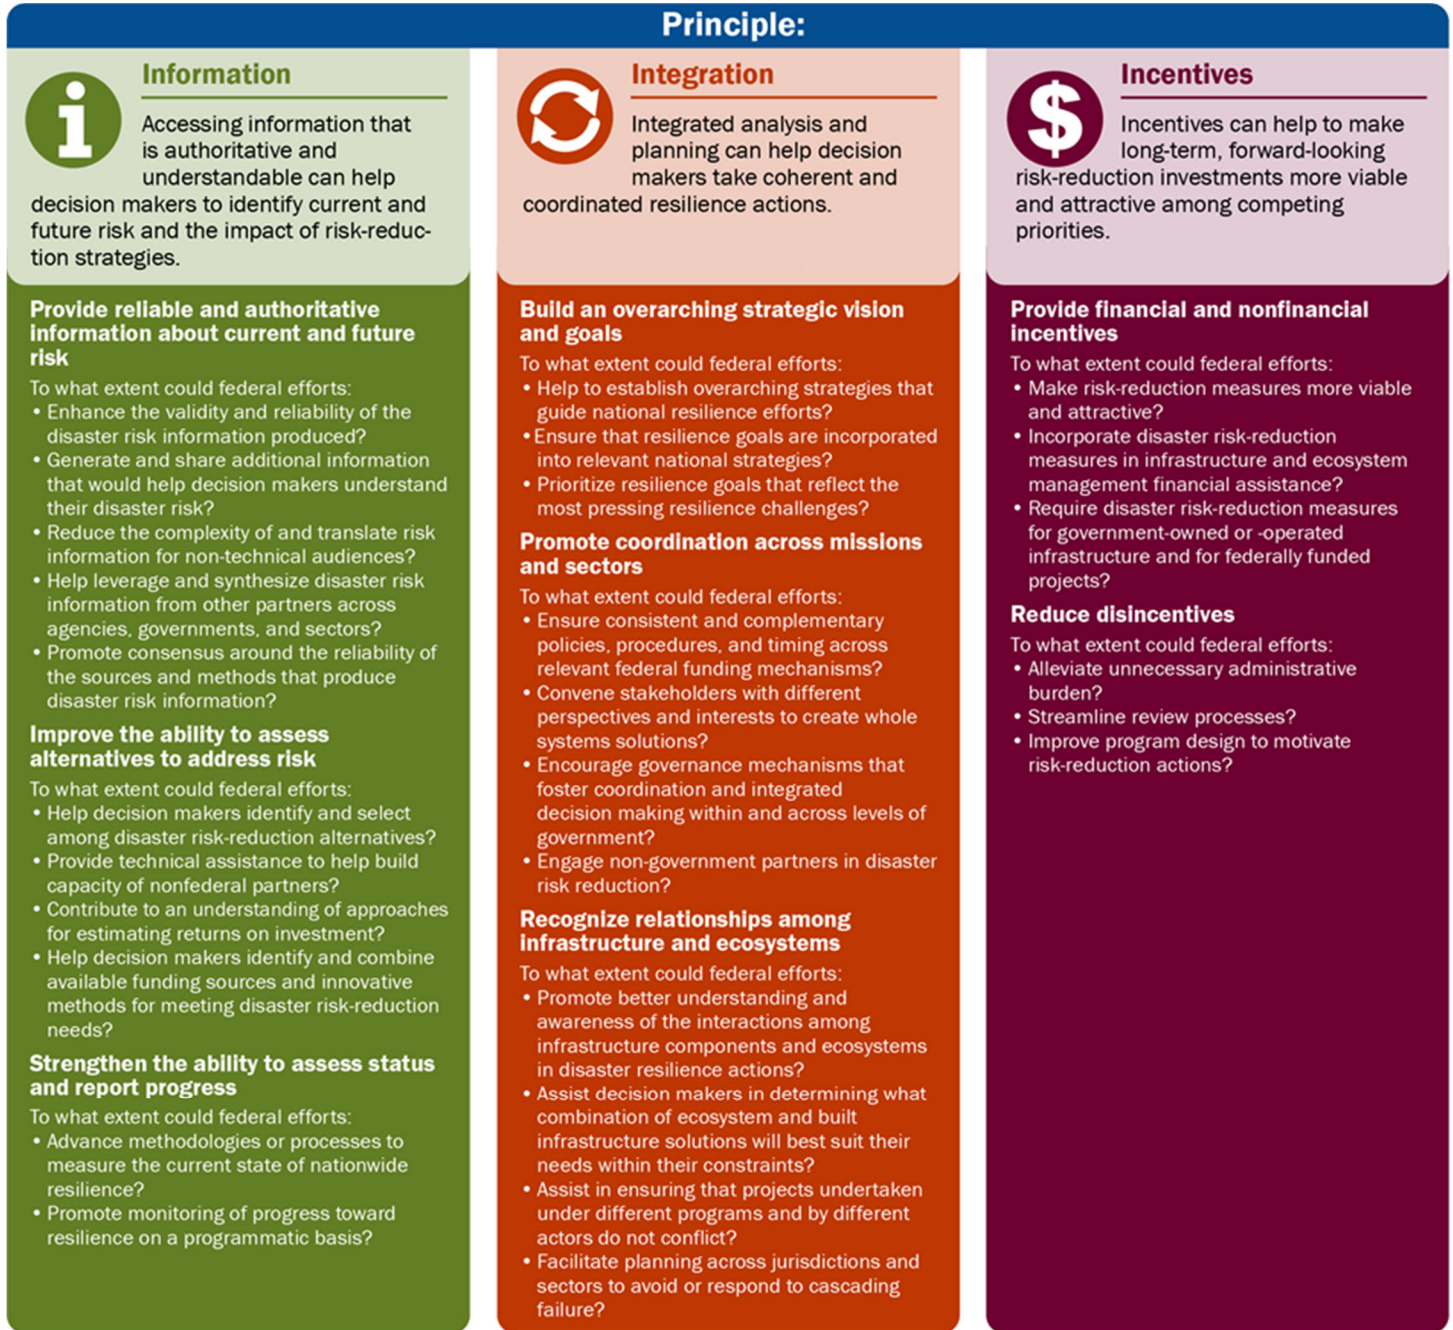 Principle:
Information
Accessing information that
is authoritative and
understandable can help
decision makers to identify current and
future risk and the impact of risk-reduc-
tion strategies.
Provide reliable and authoritative
information about current and future
risk
To what extent could federal efforts:
• Enhance the validity and reliability of the
disaster risk information produced?
• Generate and share additional information
that would help decision makers understand
their disaster risk?
• Reduce the complexity of and translate risk
information for non-technical audiences?
• Help leverage and synthesize disaster risk
information from other partners across
agencies, governments, and sectors?
• Promote consensus around the reliability of
the sources and methods that produce
disaster risk information?
Improve the ability to assess
alternatives to address risk
To what extent could federal efforts:
• Help decision makers identify and select
among disaster risk-reduction alternatives?
• Provide technical assistance to help build
capacity of nonfederal partners?
• Contribute to an understanding of approaches
for estimating returns on investment?
• Help decision makers identify and combine
available funding sources and innovative
methods for meeting disaster risk-reduction
needs?
Strengthen the ability to assess status
and report progress
To what extent could federal efforts:
• Advance methodologies or processes to
measure the current state of nationwide
resilience?
• Promote monitoring of progress toward
resilience on a programmatic basis?
Integration
Integrated analysis and
planning can help decision
makers take coherent and
coordinated resilience actions.
Build an overarching strategic vision
and goals
To what extent could federal efforts:
• Help to establish overarching strategies that
guide national resilience efforts?
• Ensure that resilience goals are incorporated
into relevant national strategies?
• Prioritize resilience goals that reflect the
most pressing resilience challenges?
Promote coordination across missions
and sectors
To what extent could federal efforts:
• Ensure consistent and complementary
policies, procedures, and timing across
relevant federal funding mechanisms?
• Convene stakeholders with different
perspectives and interests to create whole
systems solutions?
• Encourage governance mechanisms that
foster coordination and integrated
decision making within and across levels of
government?
• Engage non-government partners in disaster
risk reduction?
Recognize relationships among
infrastructure and ecosystems
To what extent could federal efforts:
• Promote better understanding and
awareness of the interactions among
infrastructure components and ecosystems
in disaster resilience actions?
• Assist decision makers in determining what
combination of ecosystem and built
infrastructure solutions will best suit their
needs within their constraints?
• Assist in ensuring that projects undertaken
under different programs and by different
actors do not conflict?
• Facilitate planning across jurisdictions and
sectors to avoid or respond to cascading
failure?
$
Incentives
Incentives can help to make
long-term, forward-looking
risk-reduction investments more viable
and attractive among competing
priorities.
Provide financial and nonfinancial
incentives
To what extent could federal efforts:
• Make risk-reduction measures more viable
and attractive?
• Incorporate disaster risk-reduction
measures in infrastructure and ecosystem
management financial assistance?
• Require disaster risk-reduction measures
for government-owned or -operated
infrastructure and for federally funded
projects?
Reduce disincentives
To what extent could federal efforts:
• Alleviate unnecessary administrative
burden?
• Streamline review processes?
• Improve program design to motivate
risk-reduction actions?